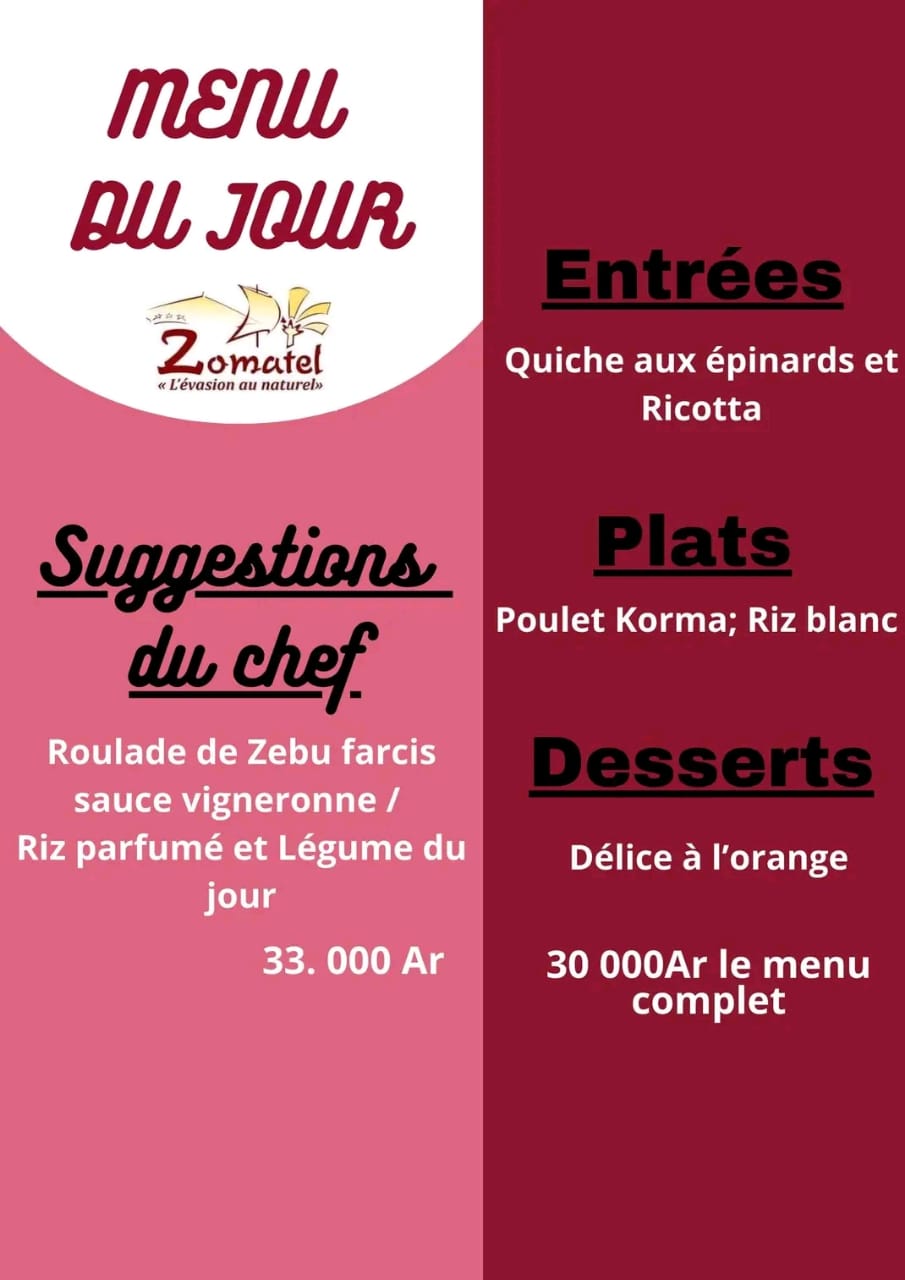 MENU
DU JOUR
Zomatel
« L'évasion au naturel»
Suggestions
du chef
Roulade de Zebu farcis
sauce vigneronne /
Riz parfumé et Légume du
jour
33. 000 Ar
Entrées
Quiche aux épinards et
Ricotta
Plats
Poulet Korma; Riz blanc
Desserts
Délice à l’orange
30 000Ar le menu
complet